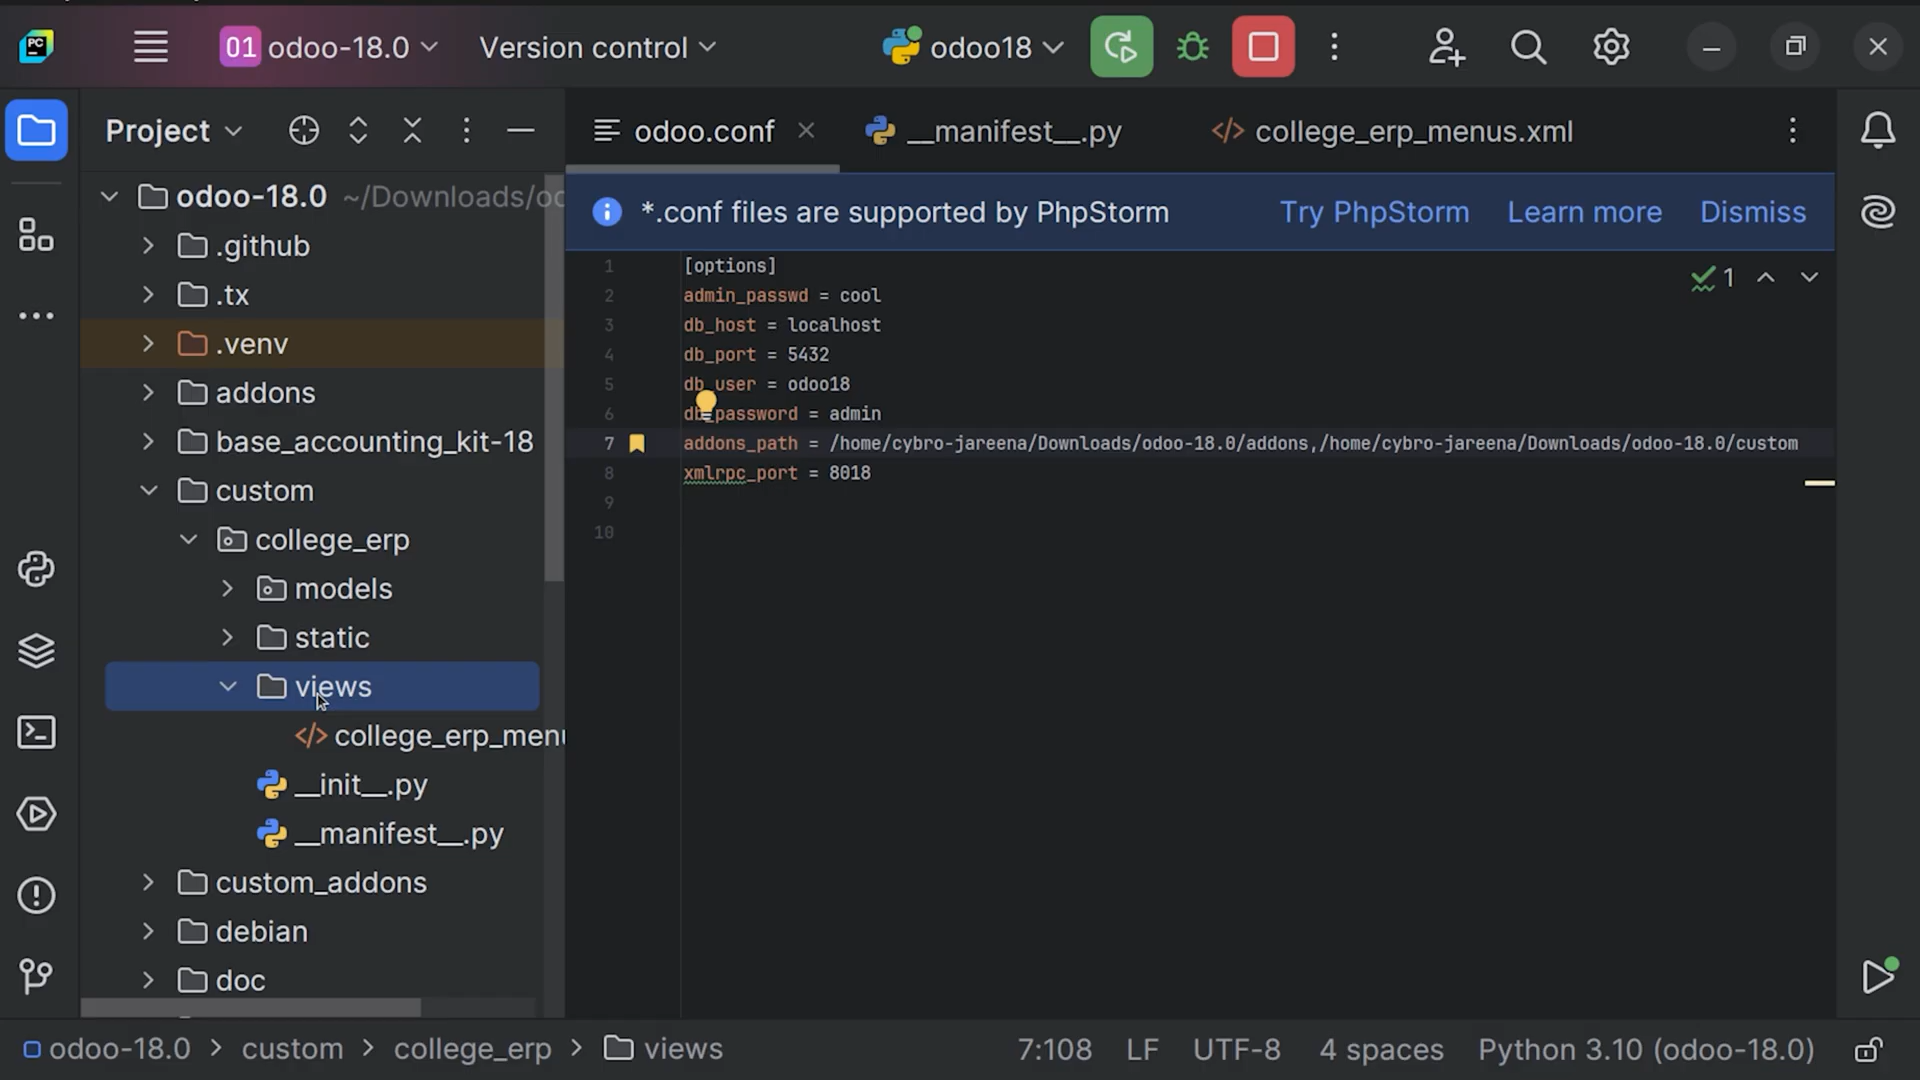 PC
01 odoo-18.0
Version control
odoo18
Project
odoo.conf
__manifest__.py
college_erp_menus.xml
odoo-18.0 ~/Downloads/oc
.github
.tx
.venv
addons
base_accounting_kit-18
custom
college_erp
models
static
views
college_erp_menu
__init__.py
__manifest__.py
custom_addons
debian
doc
*.conf files are supported by PhpStorm
Try PhpStorm
Learn more
Dismiss
1 [options]
2 admin_passwd = cool
3 db_host = localhost
4 db_port = 5432
5 db_user = odoo18
6 db_password = admin
7 addons_path = /home/cybro-jareena/Downloads/odoo-18.0/addons,/home/cybro-jareena/Downloads/odoo-18.0/custom
8 xmlrpc_port = 8018
9
10
1
odoo-18.0 > custom > college_erp > views
7:108
LF
UTF-8
4 spaces
Python 3.10 (odoo-18.0)